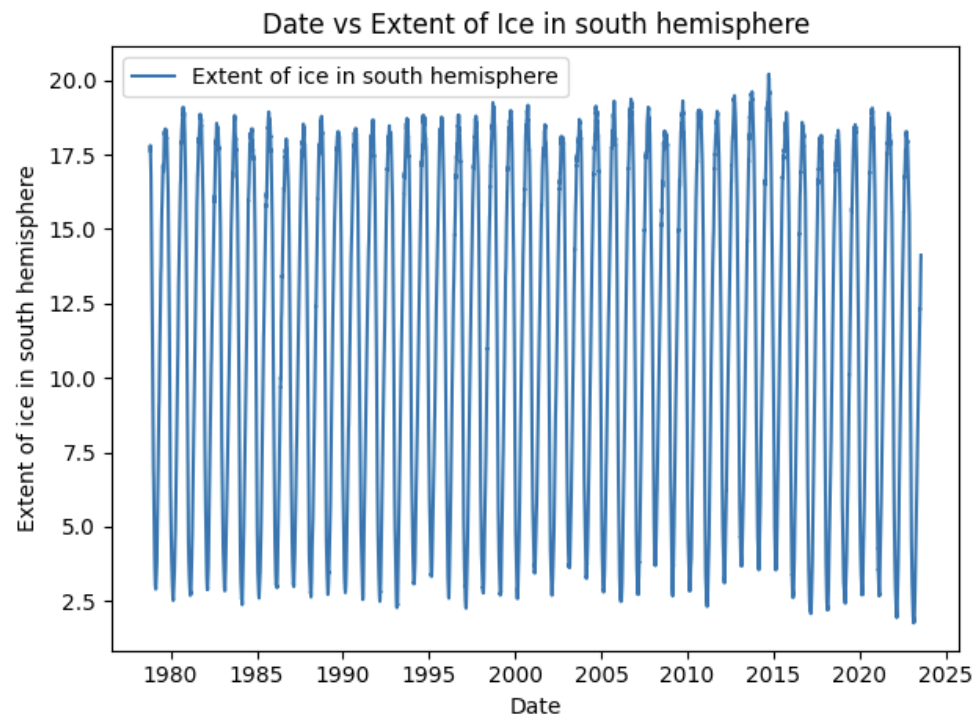 Date vs Extent of Ice in south hemisphere
Extent of ice in south hemisphere
Extent of ice in south hemisphere
20.0
17.5
15.0
12.5
10.0
7.5
5.0
2.5
1980 1985 1990 1995 2000 2005 2010 2015 2020 2025
Date